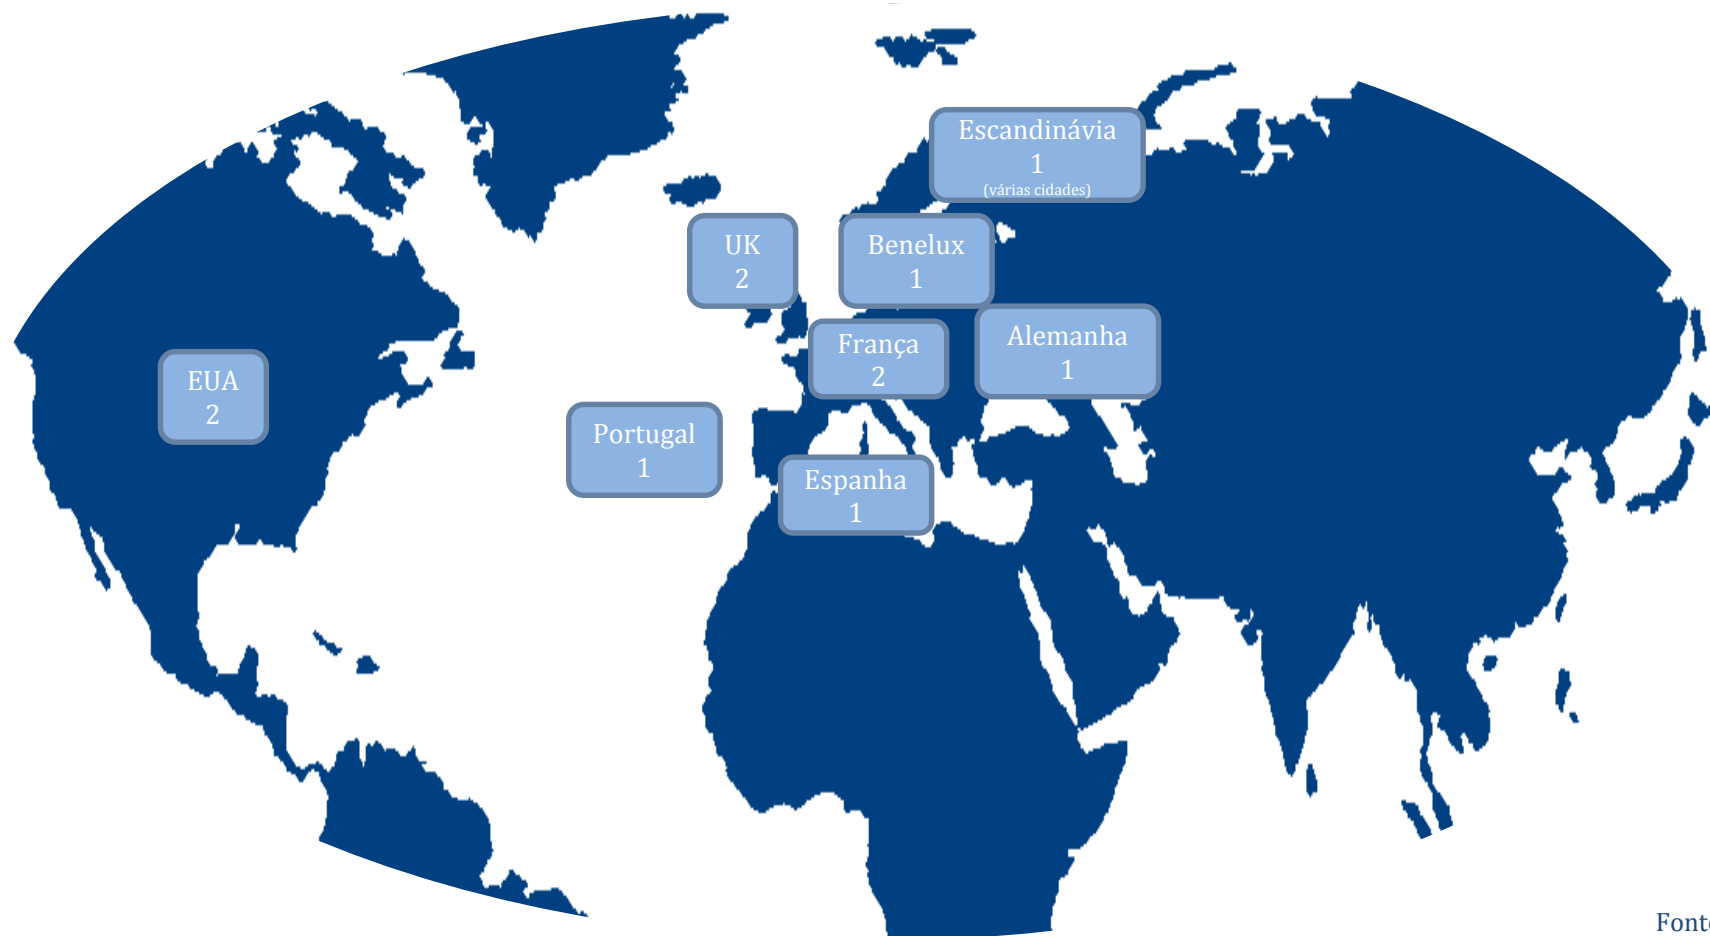 Escandinávia
1
(várias cidades)
UK
2
Benelux
1
França
2
Alemanha
1
EUA
2
Portugal
1
Espanha
1